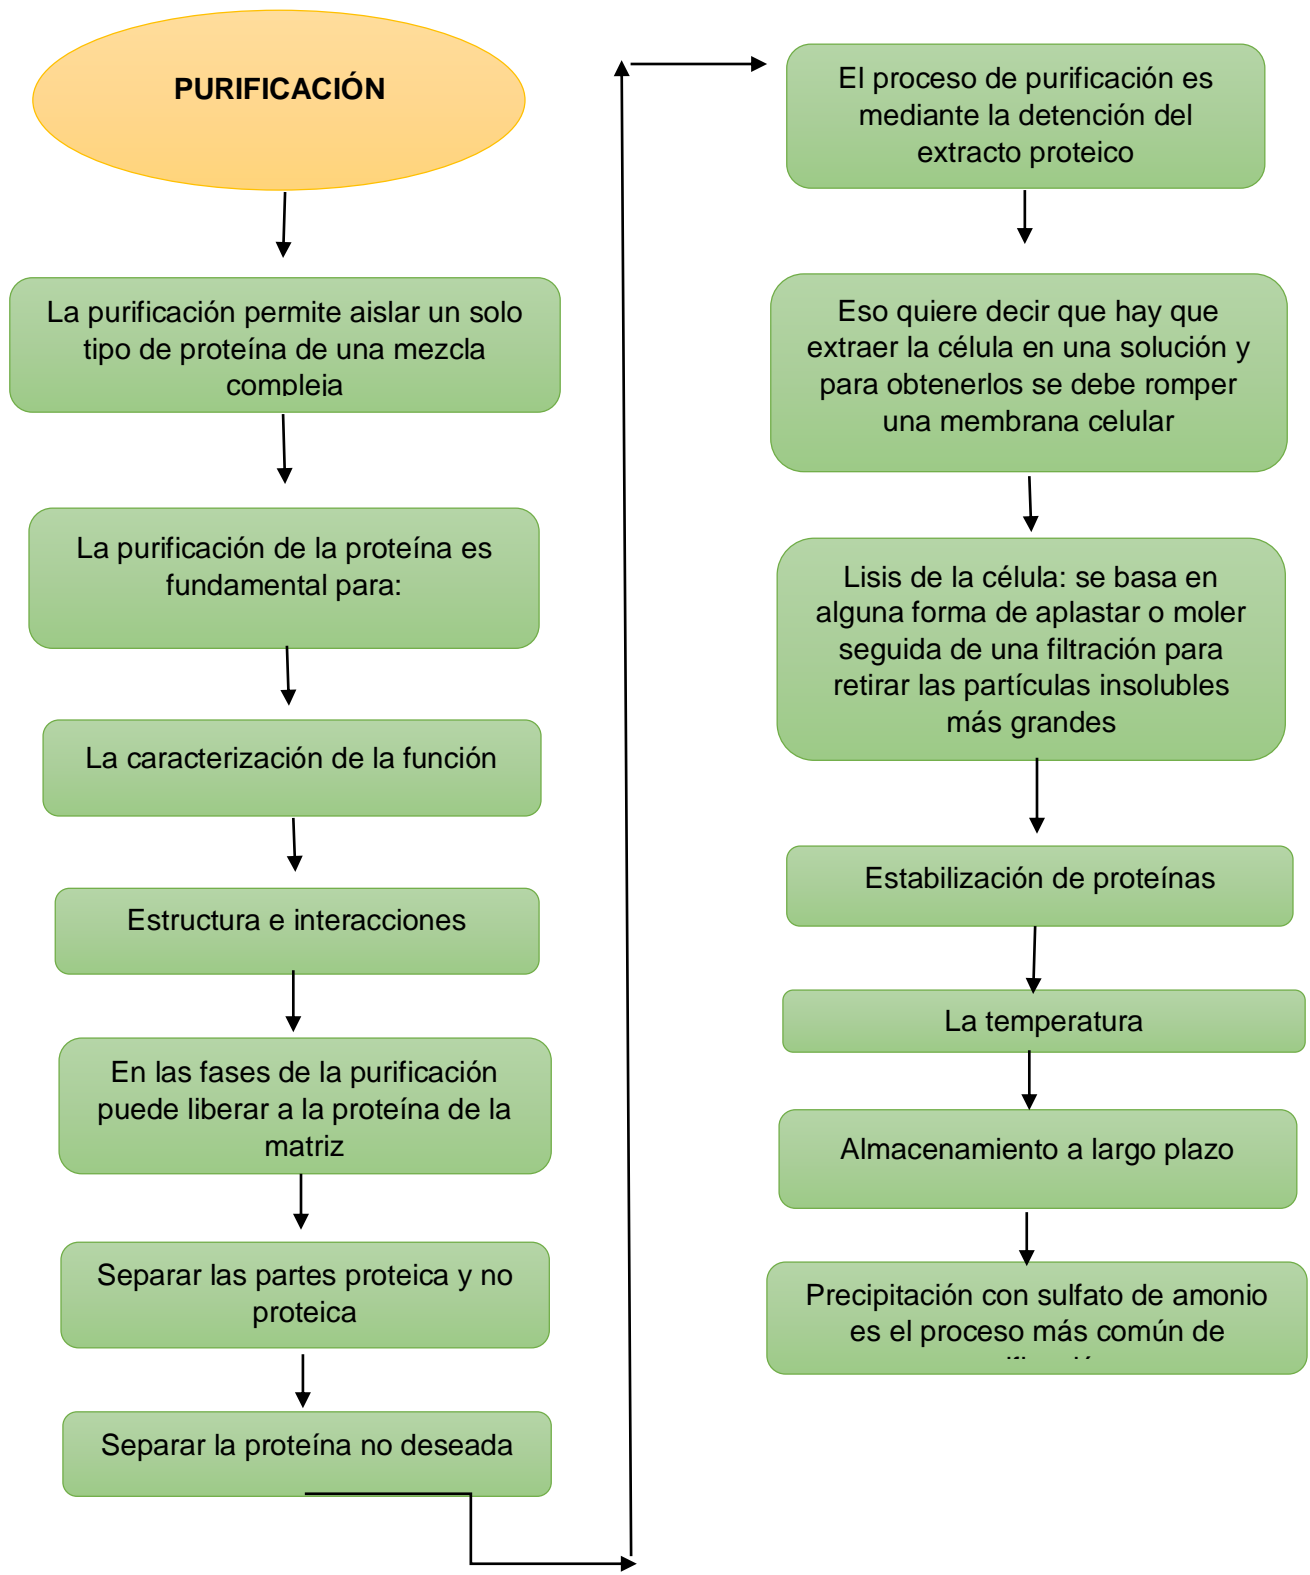 PURIFICACIÓN
La purificación permite aislar un solo
tipo de proteína de una mezcla
compleja
La purificación de la proteína es
fundamental para:
La caracterización de la función
Estructura e interacciones
En las fases de la purificación
puede liberar a la proteína de la
matriz
Separar las partes proteica y no
proteica
Separar la proteína no deseada
El proceso de purificación es
mediante la detención del
extracto proteico
Eso quiere decir que hay que
extraer la célula en una solución y
para obtenerlos se debe romper
una membrana celular
Lisis de la célula: se basa en
alguna forma de aplastar o moler
seguida de una filtración para
retirar las partículas insolubles
más grandes
Estabilización de proteínas
La temperatura
Almacenamiento a largo plazo
Precipitación con sulfato de amonio
es el proceso más común de